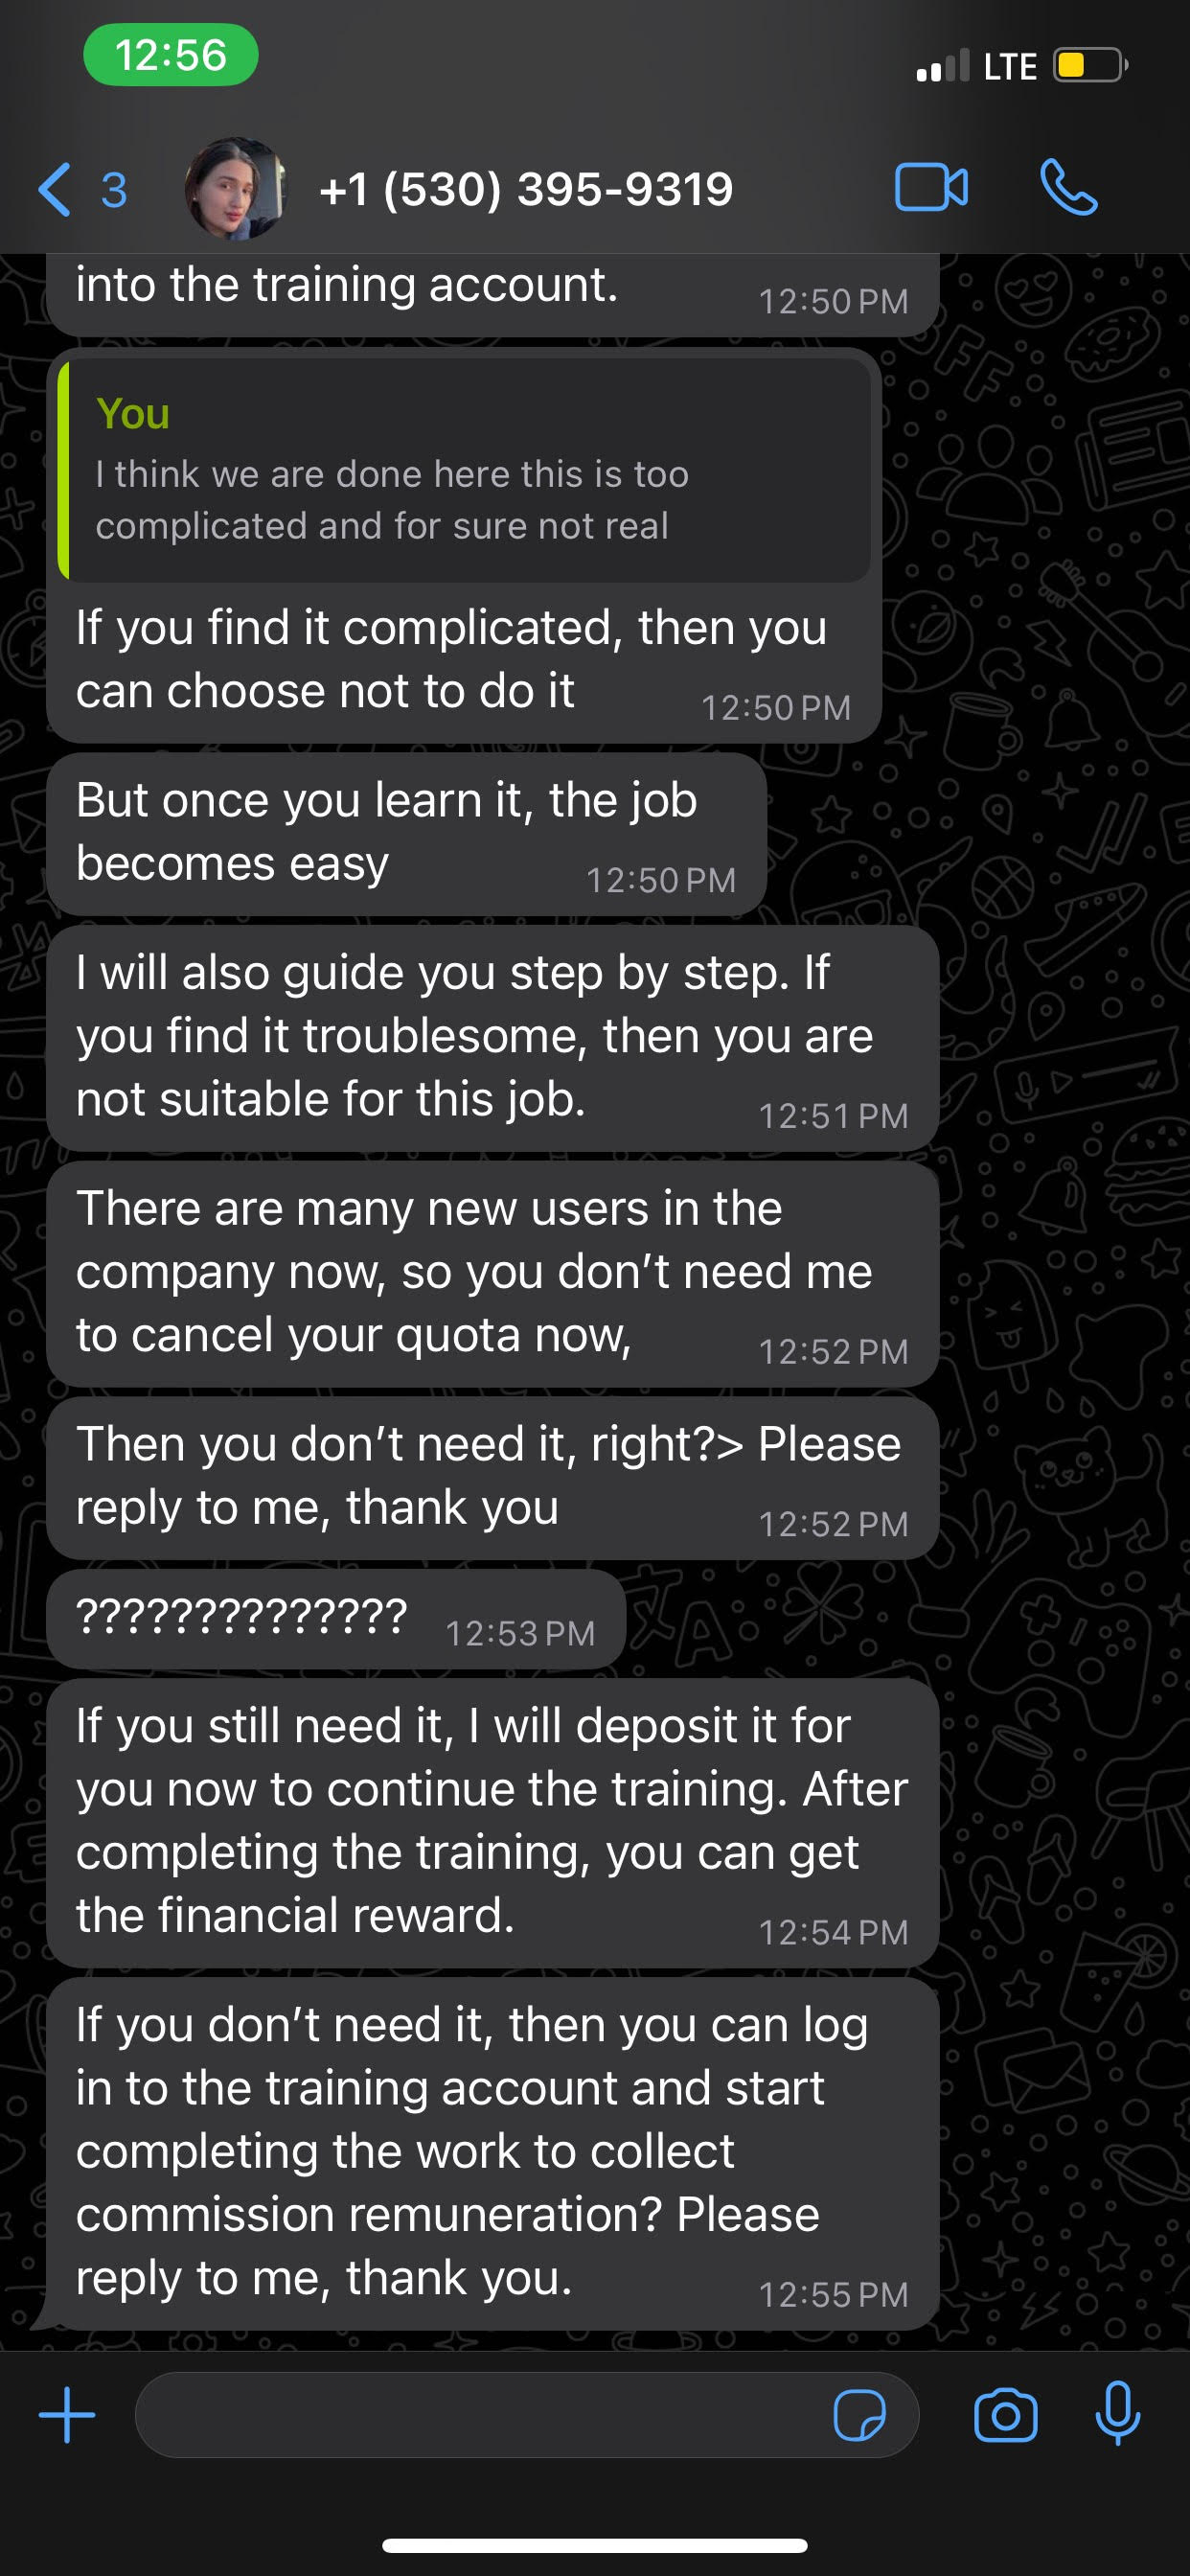 12:56
LTE
3
+1 (530) 395-9319
into the training account.
12:50 PM
You
I think we are done here this is too
complicated and for sure not real
If you find it complicated, then you
can choose not to do it
12:50 PM
But once you learn it, the job
becomes easy
12:50 PM
I will also guide you step by step. If
you find it troublesome, then you are
not suitable for this job.
12:51 PM
There are many new users in the
company now, so you don’t need me
to cancel your quota now,
12:52 PM
Then you don’t need it, right?> Please
reply to me, thank you
12:52 PM
??????????????
12:53 PM
If you still need it, I will deposit it for
you now to continue the training. After
completing the training, you can get
the financial reward.
12:54 PM
If you don’t need it, then you can log
in to the training account and start
completing the work to collect
commission remuneration? Please
reply to me, thank you.
12:55 PM